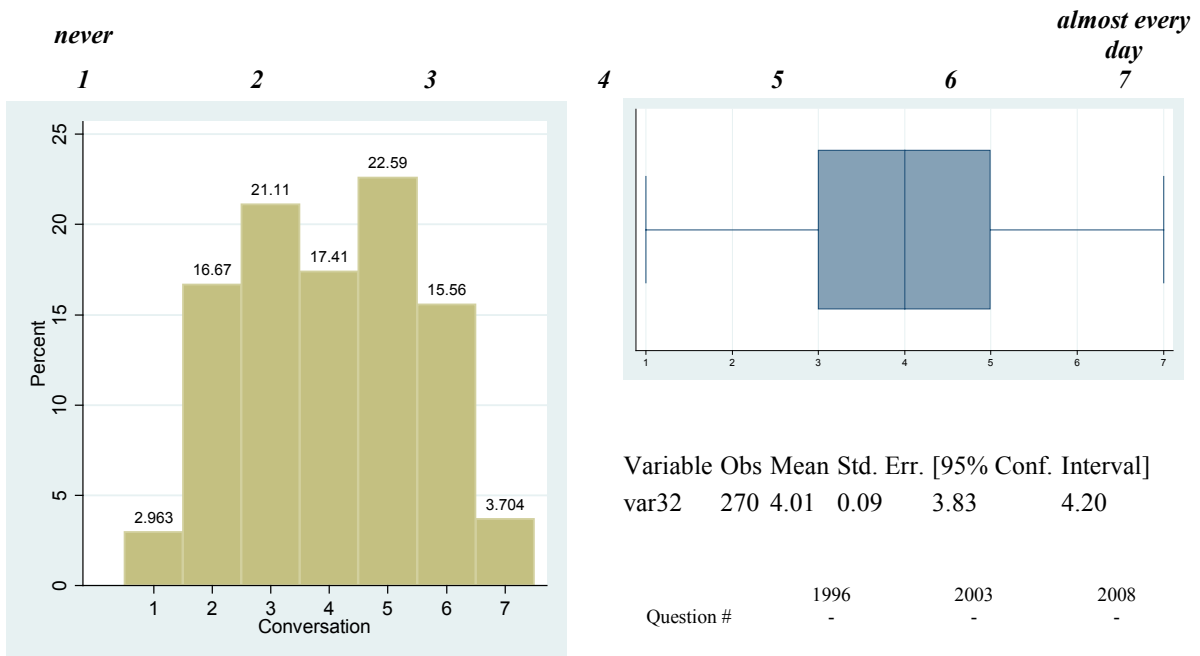 never
almost every
day
1 2 3 4 5 6 7
25
20
15
10
5
0
Percent
2.963
16.67
21.11
17.41
22.59
15.56
3.704
1 2 3 4 5 6 7
Conversation
1 2 3 4 5 6 7
Variable Obs Mean Std. Err. [95% Conf. Interval]
var32 270 4.01 0.09 3.83 4.20
1996 2003 2008
Question # - - -